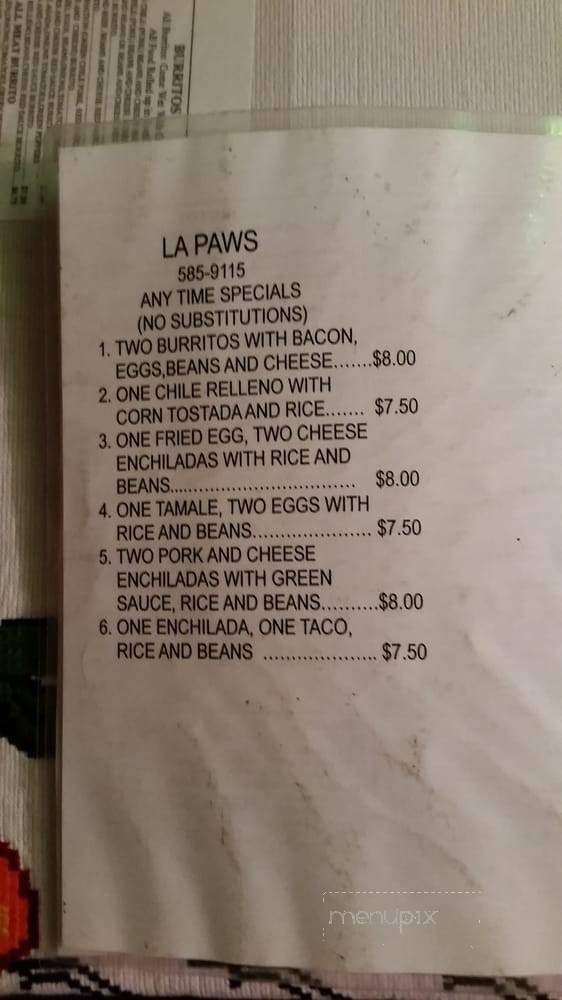 BURRITOS
ALL MEAT BURRITO
LA PAWS
585-9115
ANY TIME SPECIALS
(NO SUBSTITUTIONS)
1. TWO BURRITOS WITH BACON,
EGGS,BEANS AND CHEESE.......$8.00
2. ONE CHILE RELLENO WITH
CORN TOSTADA AND RICE....... $7.50
3. ONE FRIED EGG, TWO CHEESE
ENCHILADAS WITH RICE AND
BEANS.................................. $8.00
4. ONE TAMALE, TWO EGGS WITH
RICE AND BEANS..................... $7.50
5. TWO PORK AND CHEESE
ENCHILADAS WITH GREEN
SAUCE, RICE AND BEANS..........$8.00
6. ONE ENCHILADA, ONE TACO,
RICE AND BEANS .................... $7.50
menupix